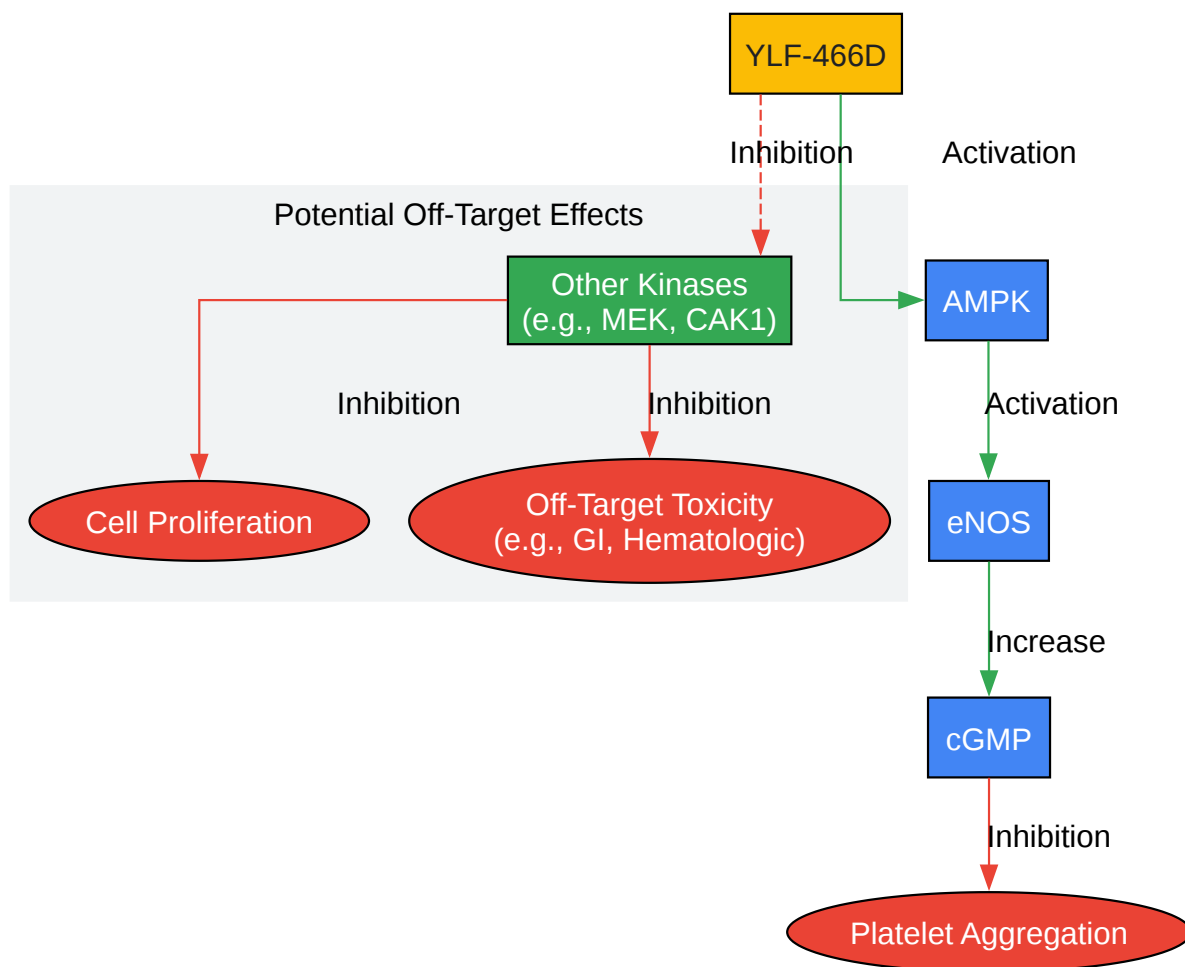 YLF-466D
Inhibition
Activation
Potential Off-Target Effects
Other Kinases
(e.g., MEK, CAK1)
AMPK
Inhibition
Inhibition
Activation
Cell Proliferation
Off-Target Toxicity
(e.g., GI, Hematologic)
eNOS
Increase
cGMP
Inhibition
Platelet Aggregation